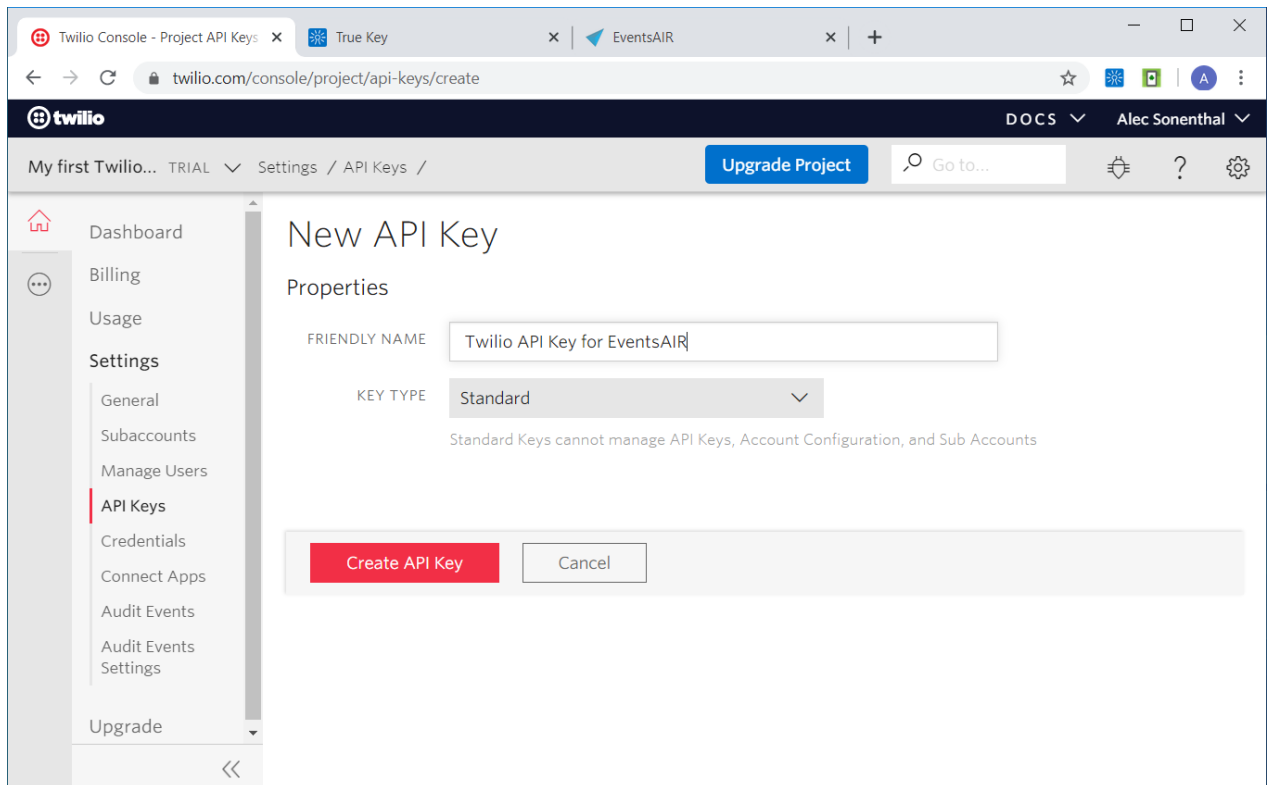 Twilio Console - Project API Keys
True Key
EventsAIR
twilio.com/console/project/api-keys/create
A
twilio
DOCS
Alec Sonenthal
My first Twilio... TRIAL
Settings / API Keys /
Upgrade Project
Go to...
?
Dashboard
Billing
Usage
Settings
General
Subaccounts
Manage Users
API Keys
Credentials
Connect Apps
Audit Events
Audit Events
Settings
Upgrade
New API Key
Properties
FRIENDLY NAME
Twilio API Key for EventsAIR
KEY TYPE
Standard
Standard Keys cannot manage API Keys, Account Configuration, and Sub Accounts
Create API Key
Cancel